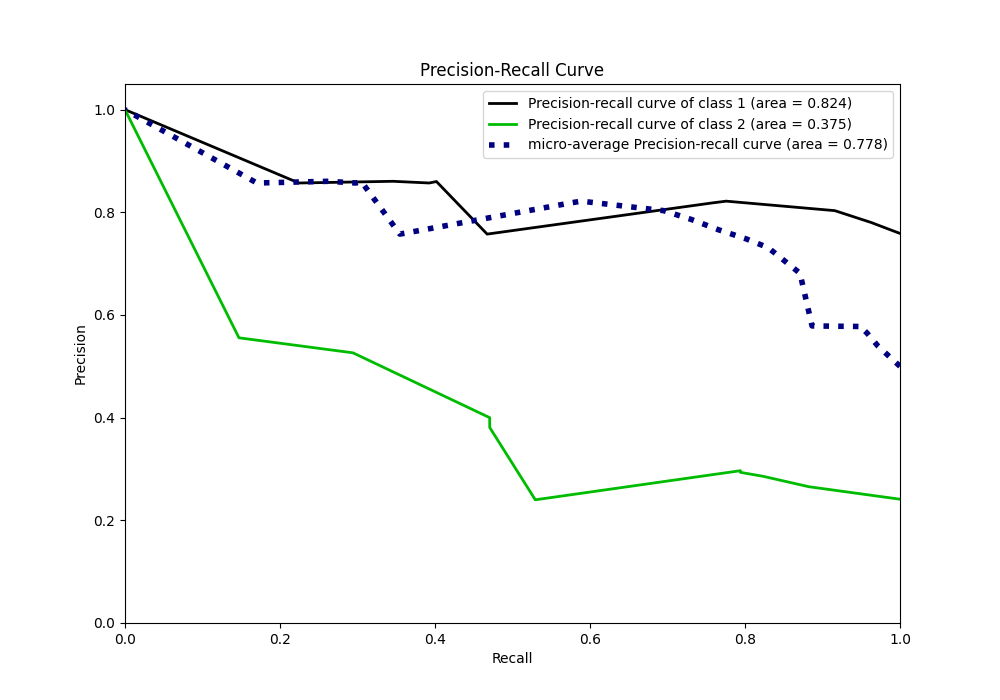 Precision-Recall Curve
Precision-recall curve of class 1 (area = 0.824)
Precision-recall curve of class 2 (area = 0.375)
micro-average Precision-recall curve (area = 0.778)
Precision
1.0
0.8
0.6
0.4
0.2
0.0
0.0 0.2 0.4 0.6 0.8 1.0
Recall